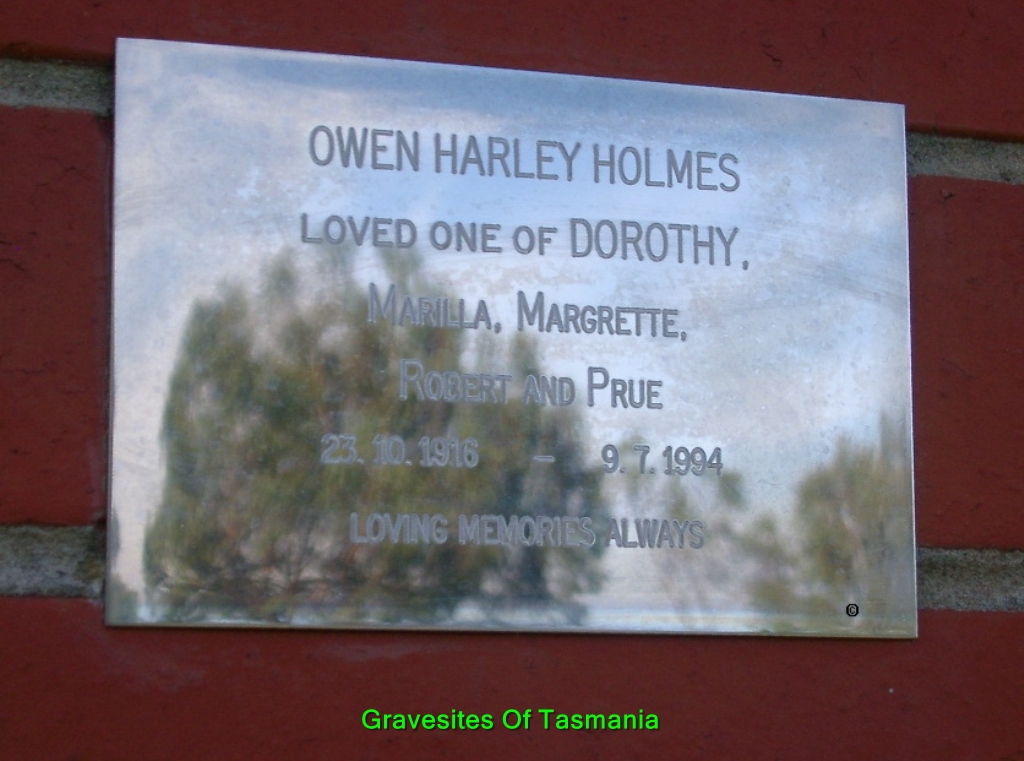 OWEN HARLEY HOLMES
LOVED ONE OF DOROTHY,
MARILLA, MARGRETTE,
ROBERT AND PRUE
23. 10. 1916 – 9. 7. 1994
LOVING MEMORIES ALWAYS
©
Gravesites Of Tasmania